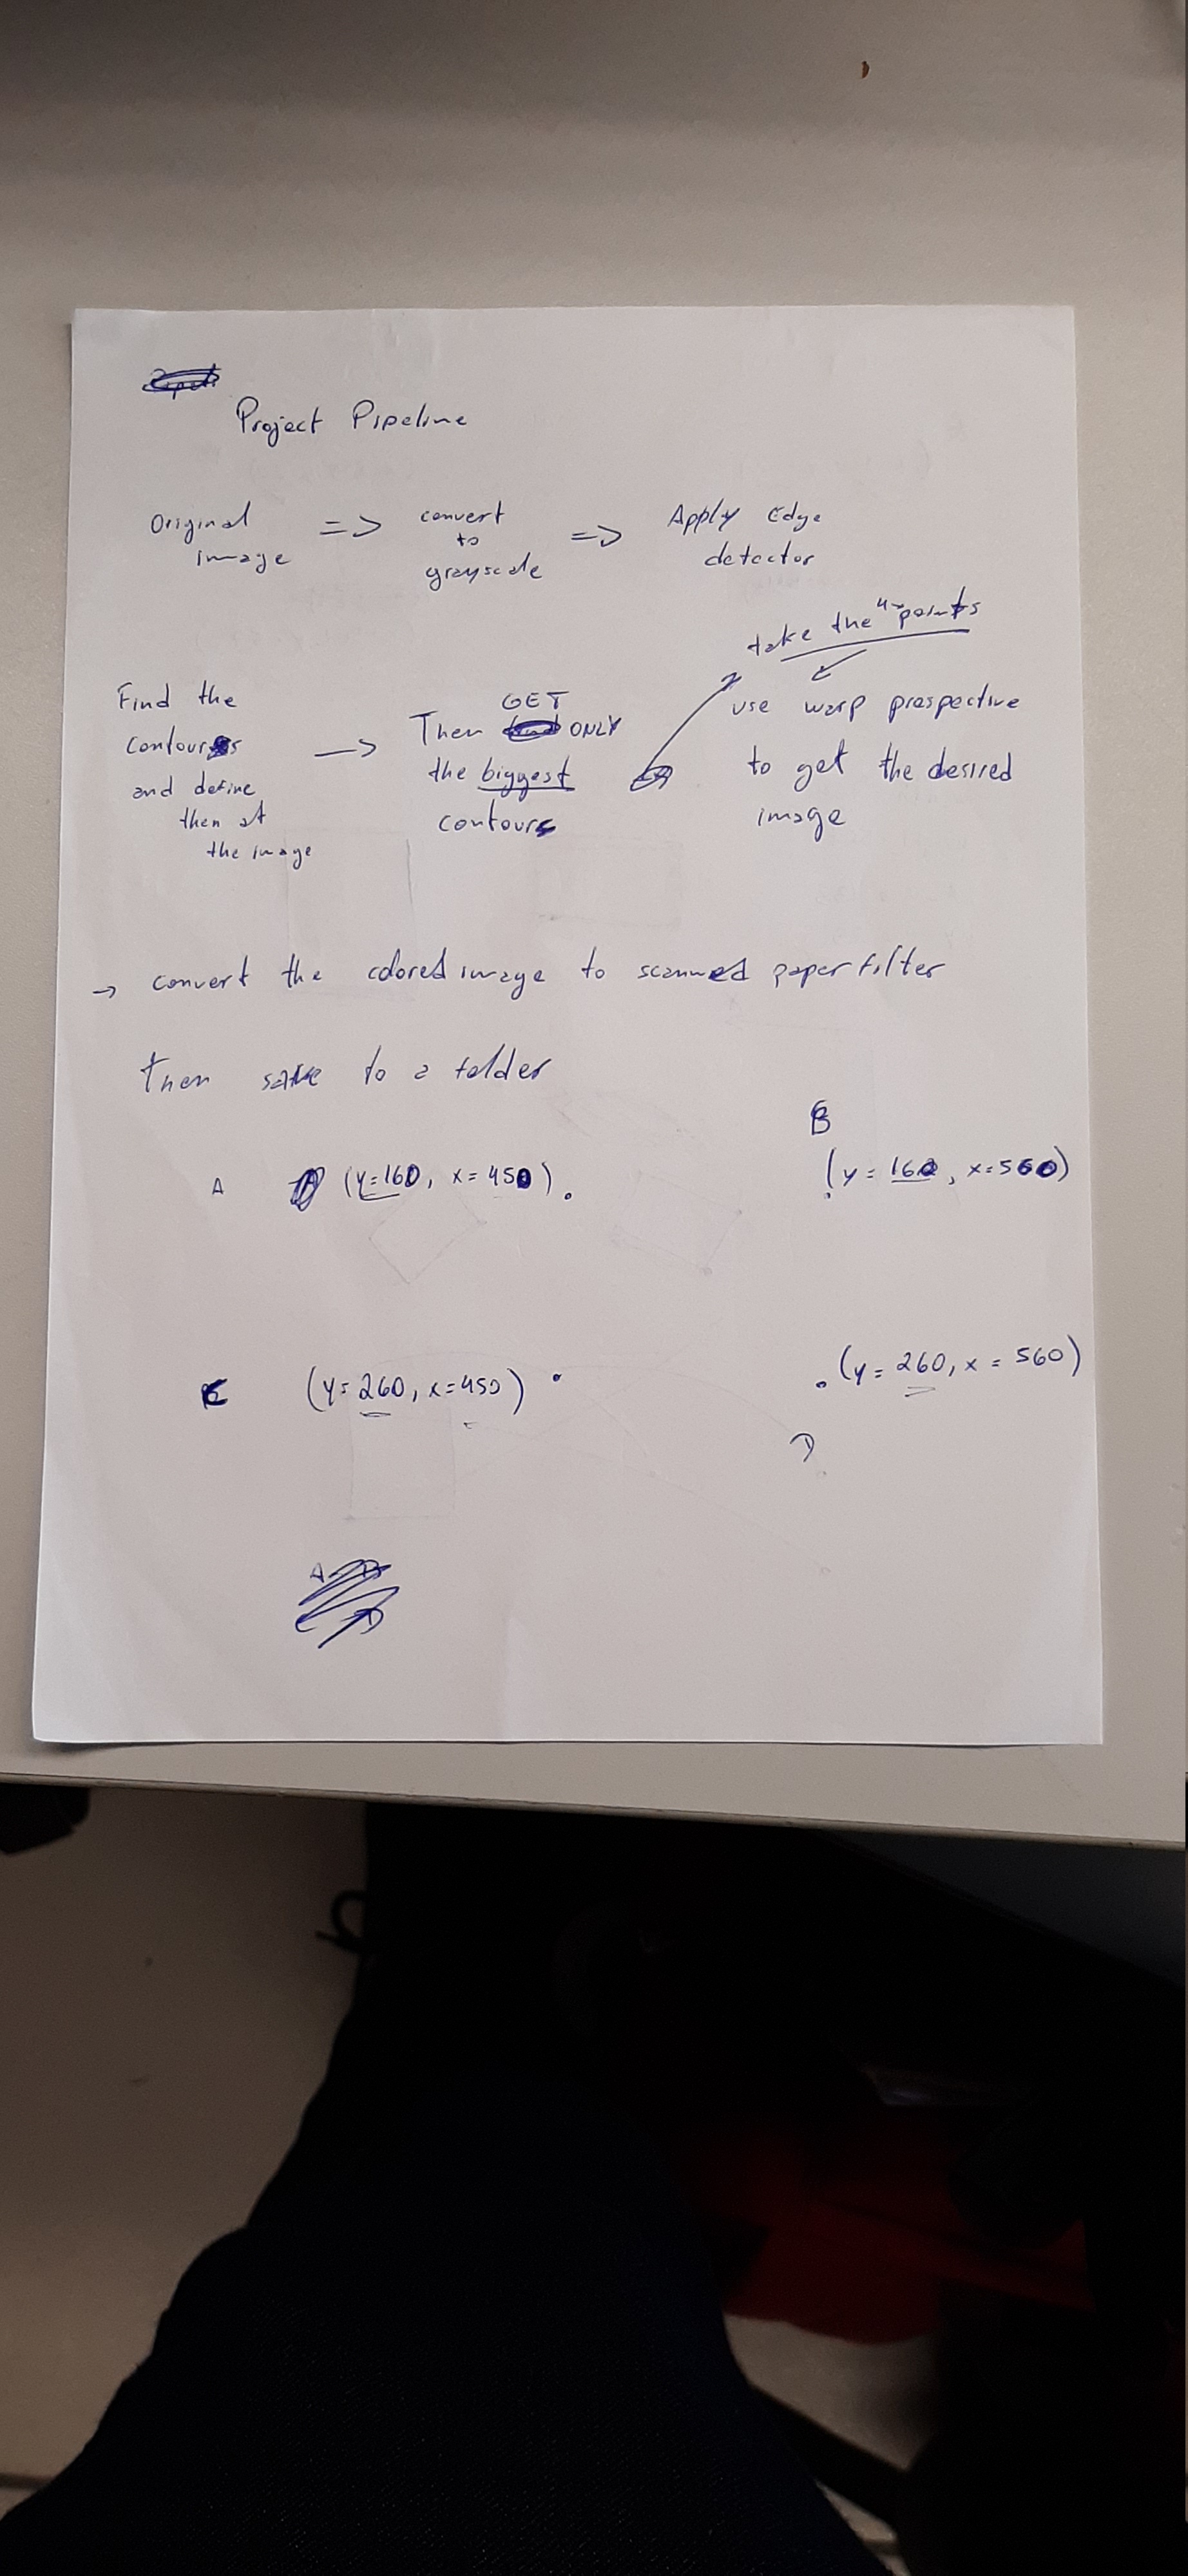 Project Pipeline
Original image => convert to grayscale => Apply Edge detector
take the 4 points
Find the contours and define then at the image -> Then GET ONLY the biggest contours
use warp prospective to get the desired image
-> convert the colored image to scanned paper filter
Then save to a folder
B
A (y=160, x=450) . (y=160, x=560)
C (y=260, x=450) . (y=260, x=560)
D